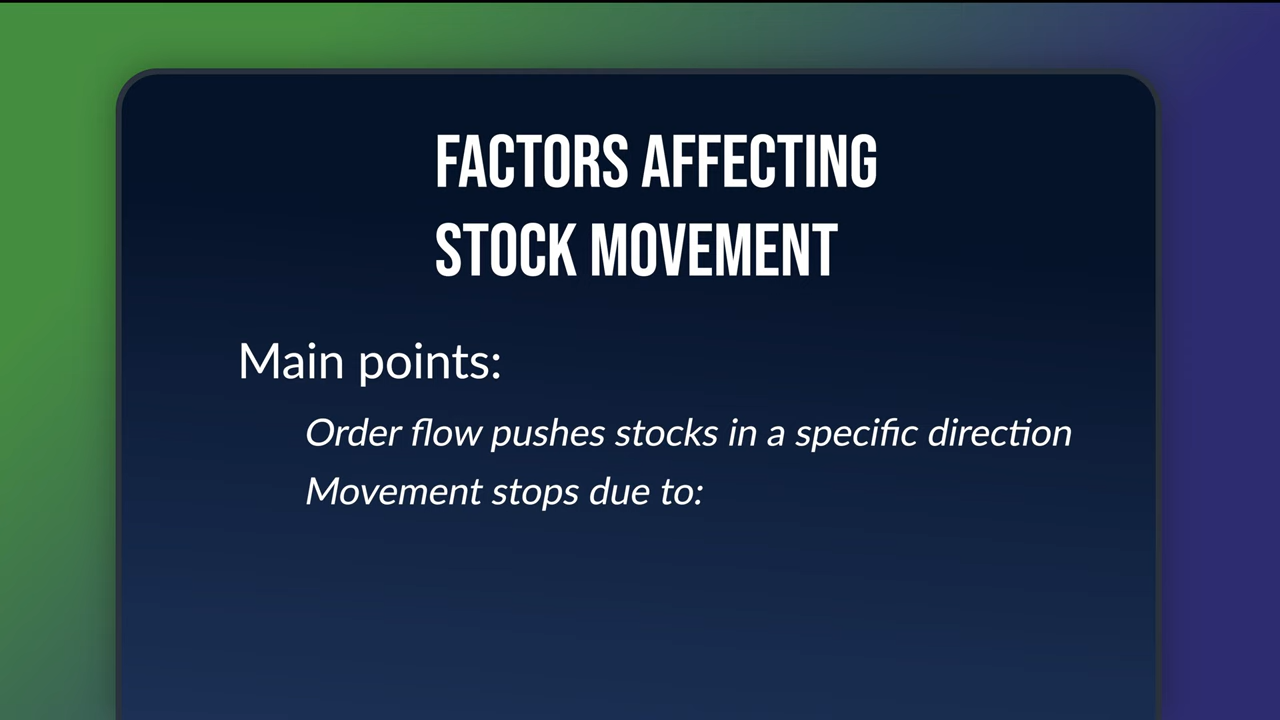 FACTORS AFFECTING
STOCK MOVEMENT
Main points:
Order flow pushes stocks in a specific direction
Movement stops due to: